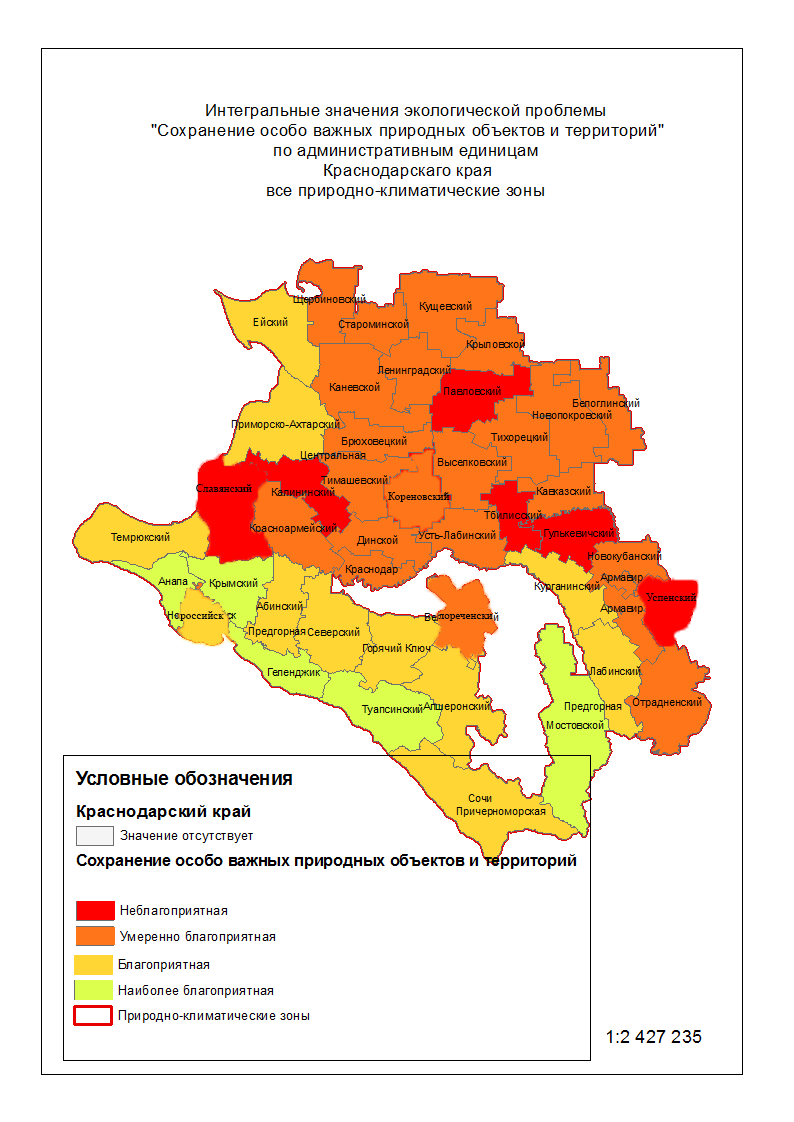 Интегральные значения экологической проблемы
"Сохранение особо важных природных объектов и территорий"
по административным единицам
Краснодарскаго края
все природно-климатические зоны
Щербиновский
Ейский
Староминской
Кущевский
Крыловской
Ленинградский
Каневской
Павловский
Белоглинский
Новопокровский
Приморско-Ахтарский
Брюховецкий
Тихорецкий
Центральная
Выселковский
Тимашевский
Славянский
Калининский
Кореновский
Кавказский
Тбилисский
Красноармейский
Гулькевичский
Темрюкский
Динской
Усть-Лабинский
Новокубанский
Краснодар
Армавир
Анапа
Крымский
Курганинский
Успенский
Абинский
Армавир
Новороссийск
Белореченский
Предгорная
Северский
Горячий Ключ
Геленджик
Лабинский
Отрадненский
Туапсинский
Апшеронский
Предгорная
Мостовской
Сочи
Причерноморская
Условные обозначения
Краснодарский край
Значение отсутствует
Сохранение особо важных природных объектов и территорий
Неблагоприятная
Умеренно благоприятная
Благоприятная
Наиболее благоприятная
Природно-климатические зоны
1:2 427 235